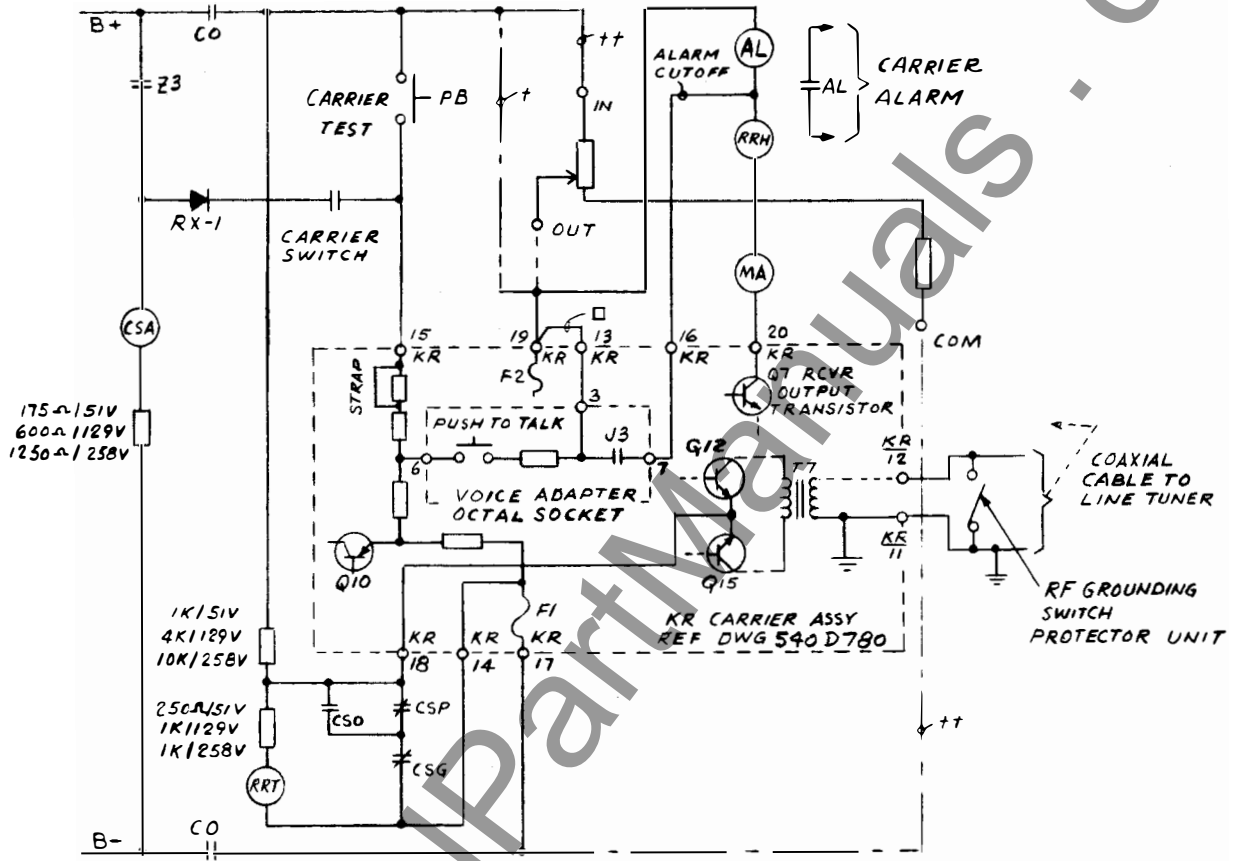 B+
CO
Z3
CARRIER
TEST
PB
††
†
IN
ALARM
CUTOFF
AL
AL
CARRIER
ALARM
RRH
RX-1
CARRIER
SWITCH
OUT
MA
CSA
COM
15
KR
19
KR
13
KR
16
KR
20
KR
F2
STRAP
3
Q7 RCVR
OUTPUT
TRANSISTOR
175Ω/51V
600Ω/129V
1250Ω/258V
PUSH TO TALK
J3
6
7
VOICE ADAPTER
OCTAL SOCKET
Q12
T7
KR
12
KR
11
COAXIAL
CABLE TO
LINE TUNER
Q10
Q15
F1
RF GROUNDING
SWITCH
PROTECTOR UNIT
KR CARRIER ASSY
REF DWG 540D780
1K/51V
4K/129V
10K/258V
KR
18
KR
14
KR
17
250Ω/51V
1K/129V
1K/258V
CSO
CSP
CSG
††
RRT
B-
CO
PartManuals.